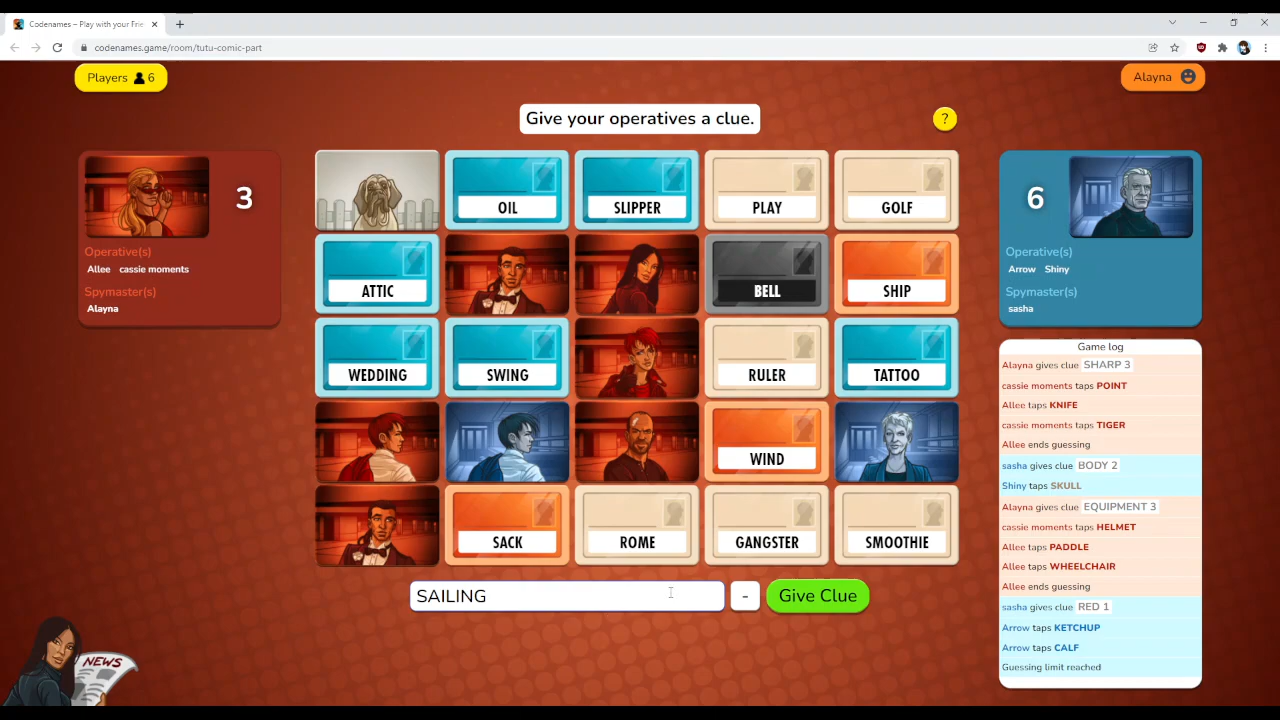 Codenames – Play with your Frie
codenames.game/room/tutu-comic-part
Players 6
Alayna
Give your operatives a clue.
?
3
Operative(s)
Allee cassie moments
Spymaster(s)
Alayna
OIL
SLIPPER
PLAY
GOLF
ATTIC
BELL
SHIP
WEDDING
SWING
RULER
TATTOO
WIND
SACK
ROME
GANGSTER
SMOOTHIE
SAILING
-
Give Clue
NEWS
6
Operative(s)
Arrow Shiny
Spymaster(s)
sasha
Game log
Alayna gives clue SHARP 3
cassie moments taps POINT
Allee taps KNIFE
cassie moments taps TIGER
Allee ends guessing
sasha gives clue BODY 2
Shiny taps SKULL
Alayna gives clue EQUIPMENT 3
cassie moments taps HELMET
Allee taps PADDLE
Allee taps WHEELCHAIR
Allee ends guessing
sasha gives clue RED 1
Arrow taps KETCHUP
Arrow taps CALF
Guessing limit reached